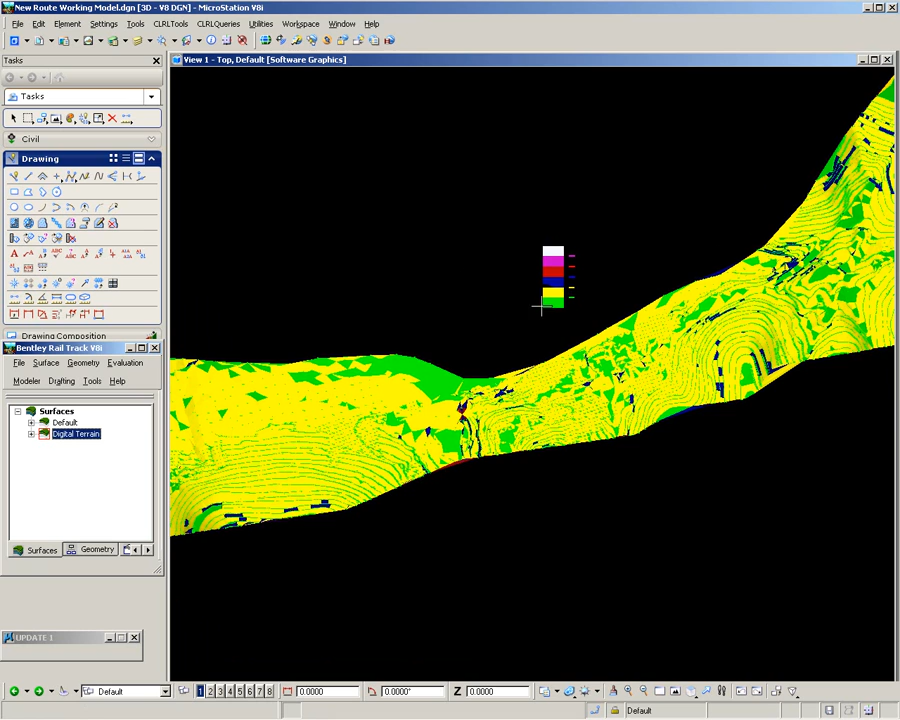 New Route Working Model.dgn [3D - V8 DGN] - MicroStation V8i
File Edit Element Settings Tools CLRLTools CLRLQueries Utilities Workspace Window Help
Tasks
View 1 - Top, Default [Software Graphics]
Tasks
Civil
Drawing
Drawing Composition
Bentley Rail Track V8i
File Surface Geometry Evaluation
Modeler Drafting Tools Help
Surfaces
Default
Digital Terrain
Surfaces Geometry
UPDATE 1
Default 1 2 3 4 5 6 7 8 0.0000 0.0000° Z 0.0000
Default